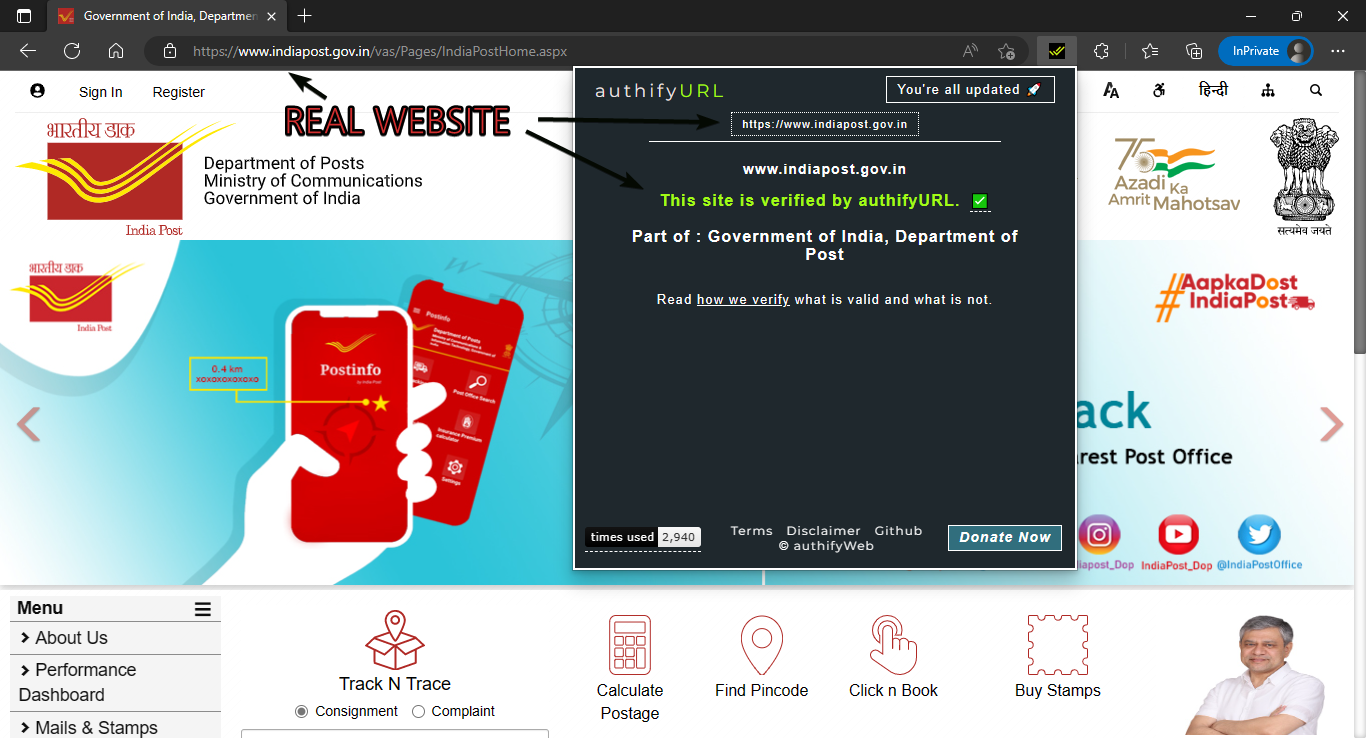 Government of India, Departmen
https://www.indiapost.gov.in/vas/Pages/IndiaPostHome.aspx
InPrivate
Sign In
Register
REAL WEBSITE
हिन्दी
भारतीय डाक
India Post
Department of Posts
Ministry of Communications
Government of India
75
Azadi Ka
Amrit Mahotsav
सत्यमेव जयते
authifyURL
You're all updated 🚀
https://www.indiapost.gov.in
www.indiapost.gov.in
This site is verified by authifyURL. ✅
Part of : Government of India, Department of
Post
Read how we verify what is valid and what is not.
times used 2,940
Terms Disclaimer Github
© authifyWeb
Donate Now
भारतीय डाक
India Post
0.4 km
xoxoxoxoxoxo
Postinfo
by India Post
Postinfo
Post Office Search
Insurance Premium
calculator
Settings
#AapkaDost
IndiaPost
ack
rest Post Office
iapost_Dop
IndiaPost_Dop
@IndiaPostOffice
Menu
About Us
Performance
Dashboard
Mails & Stamps
Track N Trace
Consignment
Complaint
Calculate
Postage
Find Pincode
Click n Book
Buy Stamps